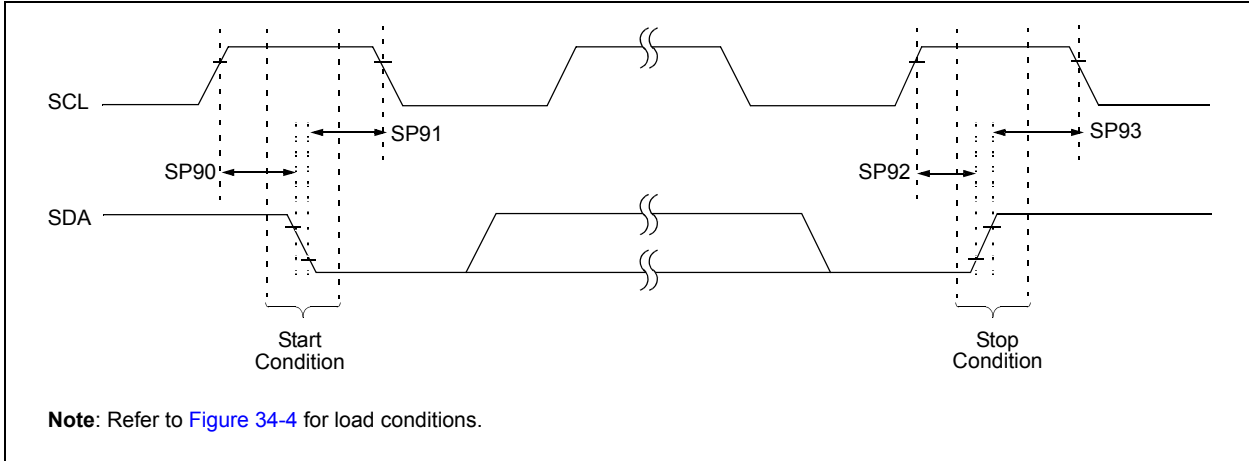 SCL
SP91
SP93
SP90
SP92
SDA
Start
Condition
Stop
Condition
Note: Refer to Figure 34-4 for load conditions.